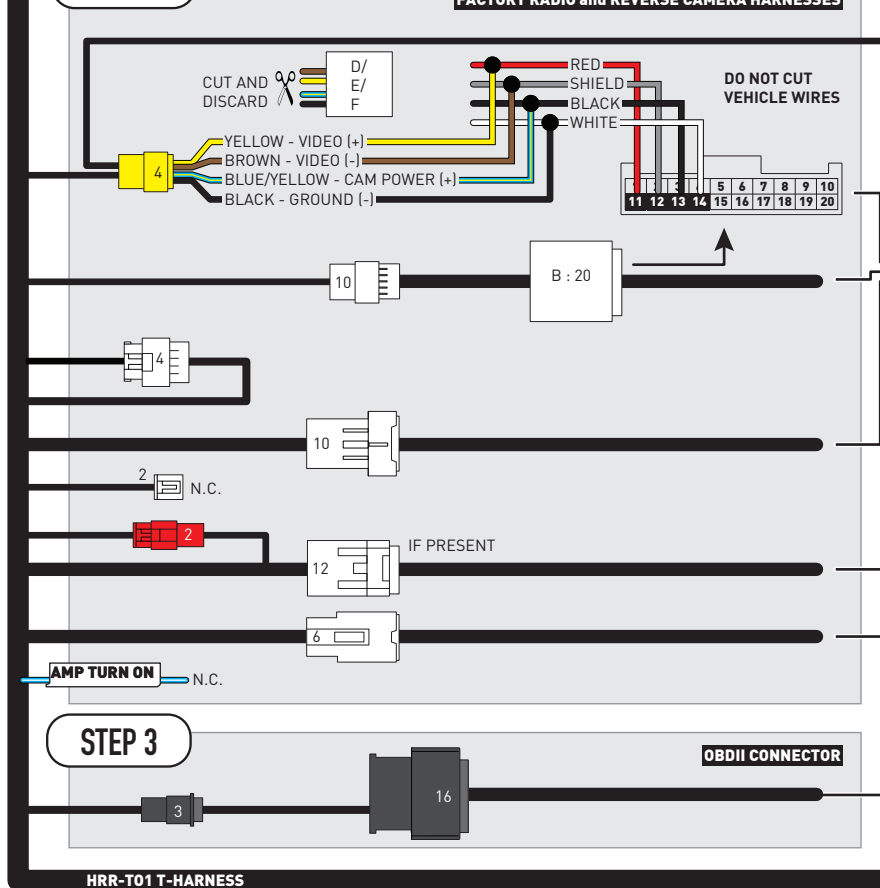 FACTORY RADIO and REVERSE CAMERA HARNESSES
CUT AND
DISCARD
D/
E/
F
RED
SHIELD
BLACK
WHITE
DO NOT CUT
VEHICLE WIRES
YELLOW - VIDEO (+)
BROWN - VIDEO (-)
BLUE/YELLOW - CAM POWER (+)
BLACK - GROUND (-)
4
5 6 7 8 9 10
11 12 13 14 15 16 17 18 19 20
10
B : 20
4
10
2
N.C.
2
IF PRESENT
12
6
AMP TURN ON
N.C.
STEP 3
OBDII CONNECTOR
3
16
HRR-T01 T-HARNESS